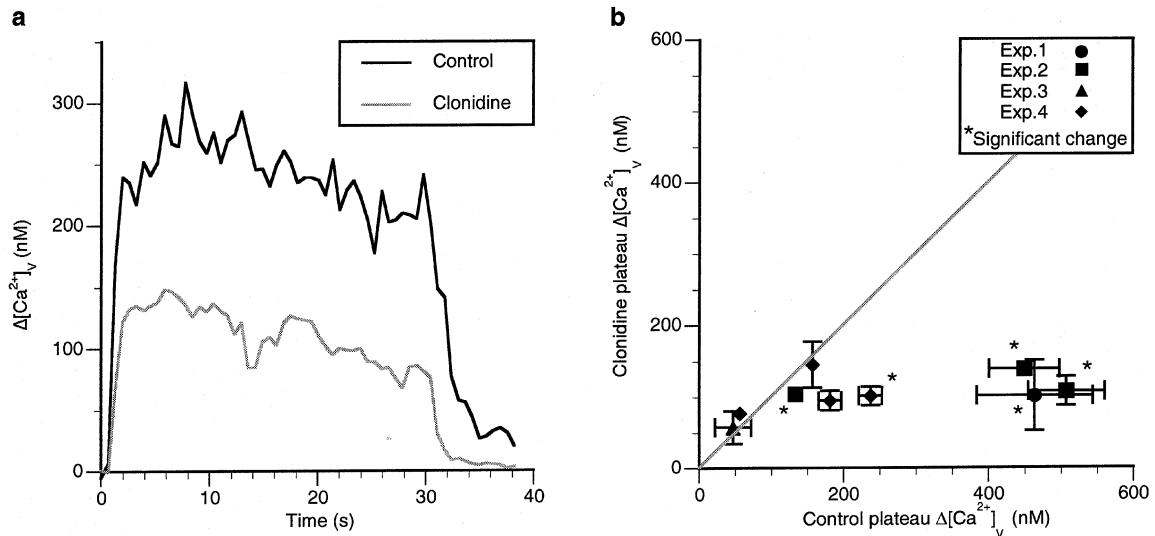 a
Control
Clonidine
300
200
100
0
Δ[Ca²⁺]ᵥ (nM)
0
10
20
30
40
Time (s)
b
600
400
200
0
Clonidine plateau Δ[Ca²⁺]ᵥ (nM)
Exp.1
Exp.2
Exp.3
Exp.4
*Significant change
*
*
*
*
*
0
200
400
600
Control plateau Δ[Ca²⁺]ᵥ (nM)